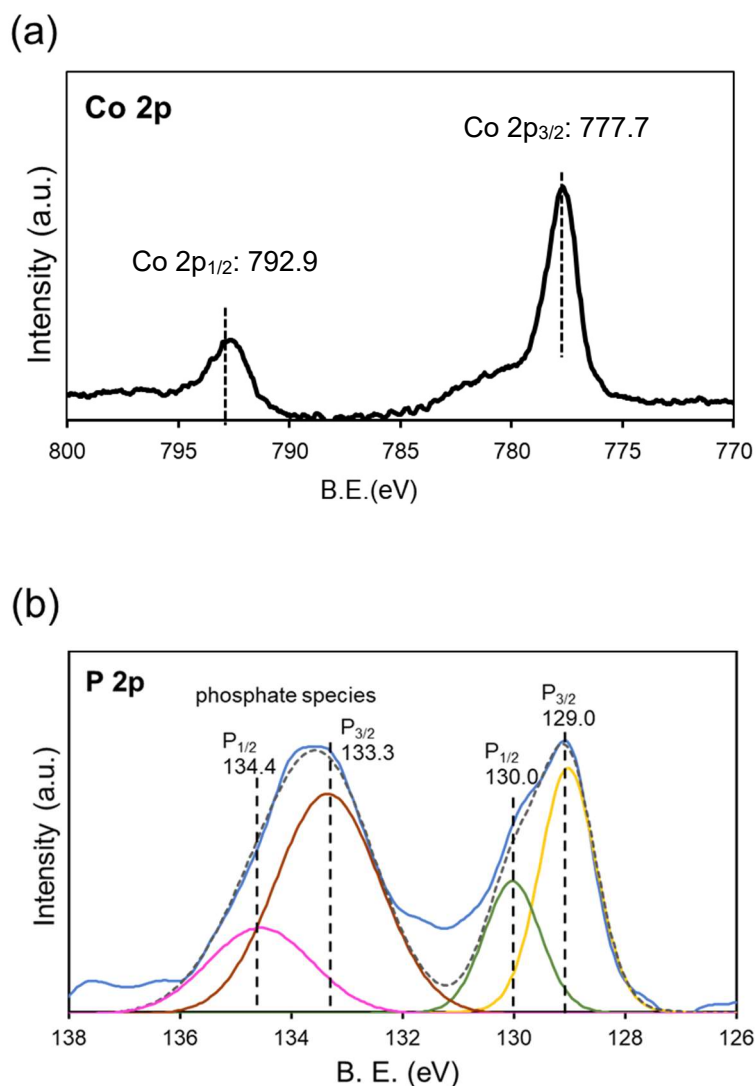 (a)
Co 2p
Co 2p3/2: 777.7
Co 2p1/2: 792.9
Intensity (a.u.)
800 795 790 785 780 775 770
B.E.(eV)
(b)
P 2p
phosphate species
P1/2
134.4
P3/2
133.3
P1/2
130.0
P3/2
129.0
Intensity (a.u.)
138 136 134 132 130 128 126
B. E. (eV)